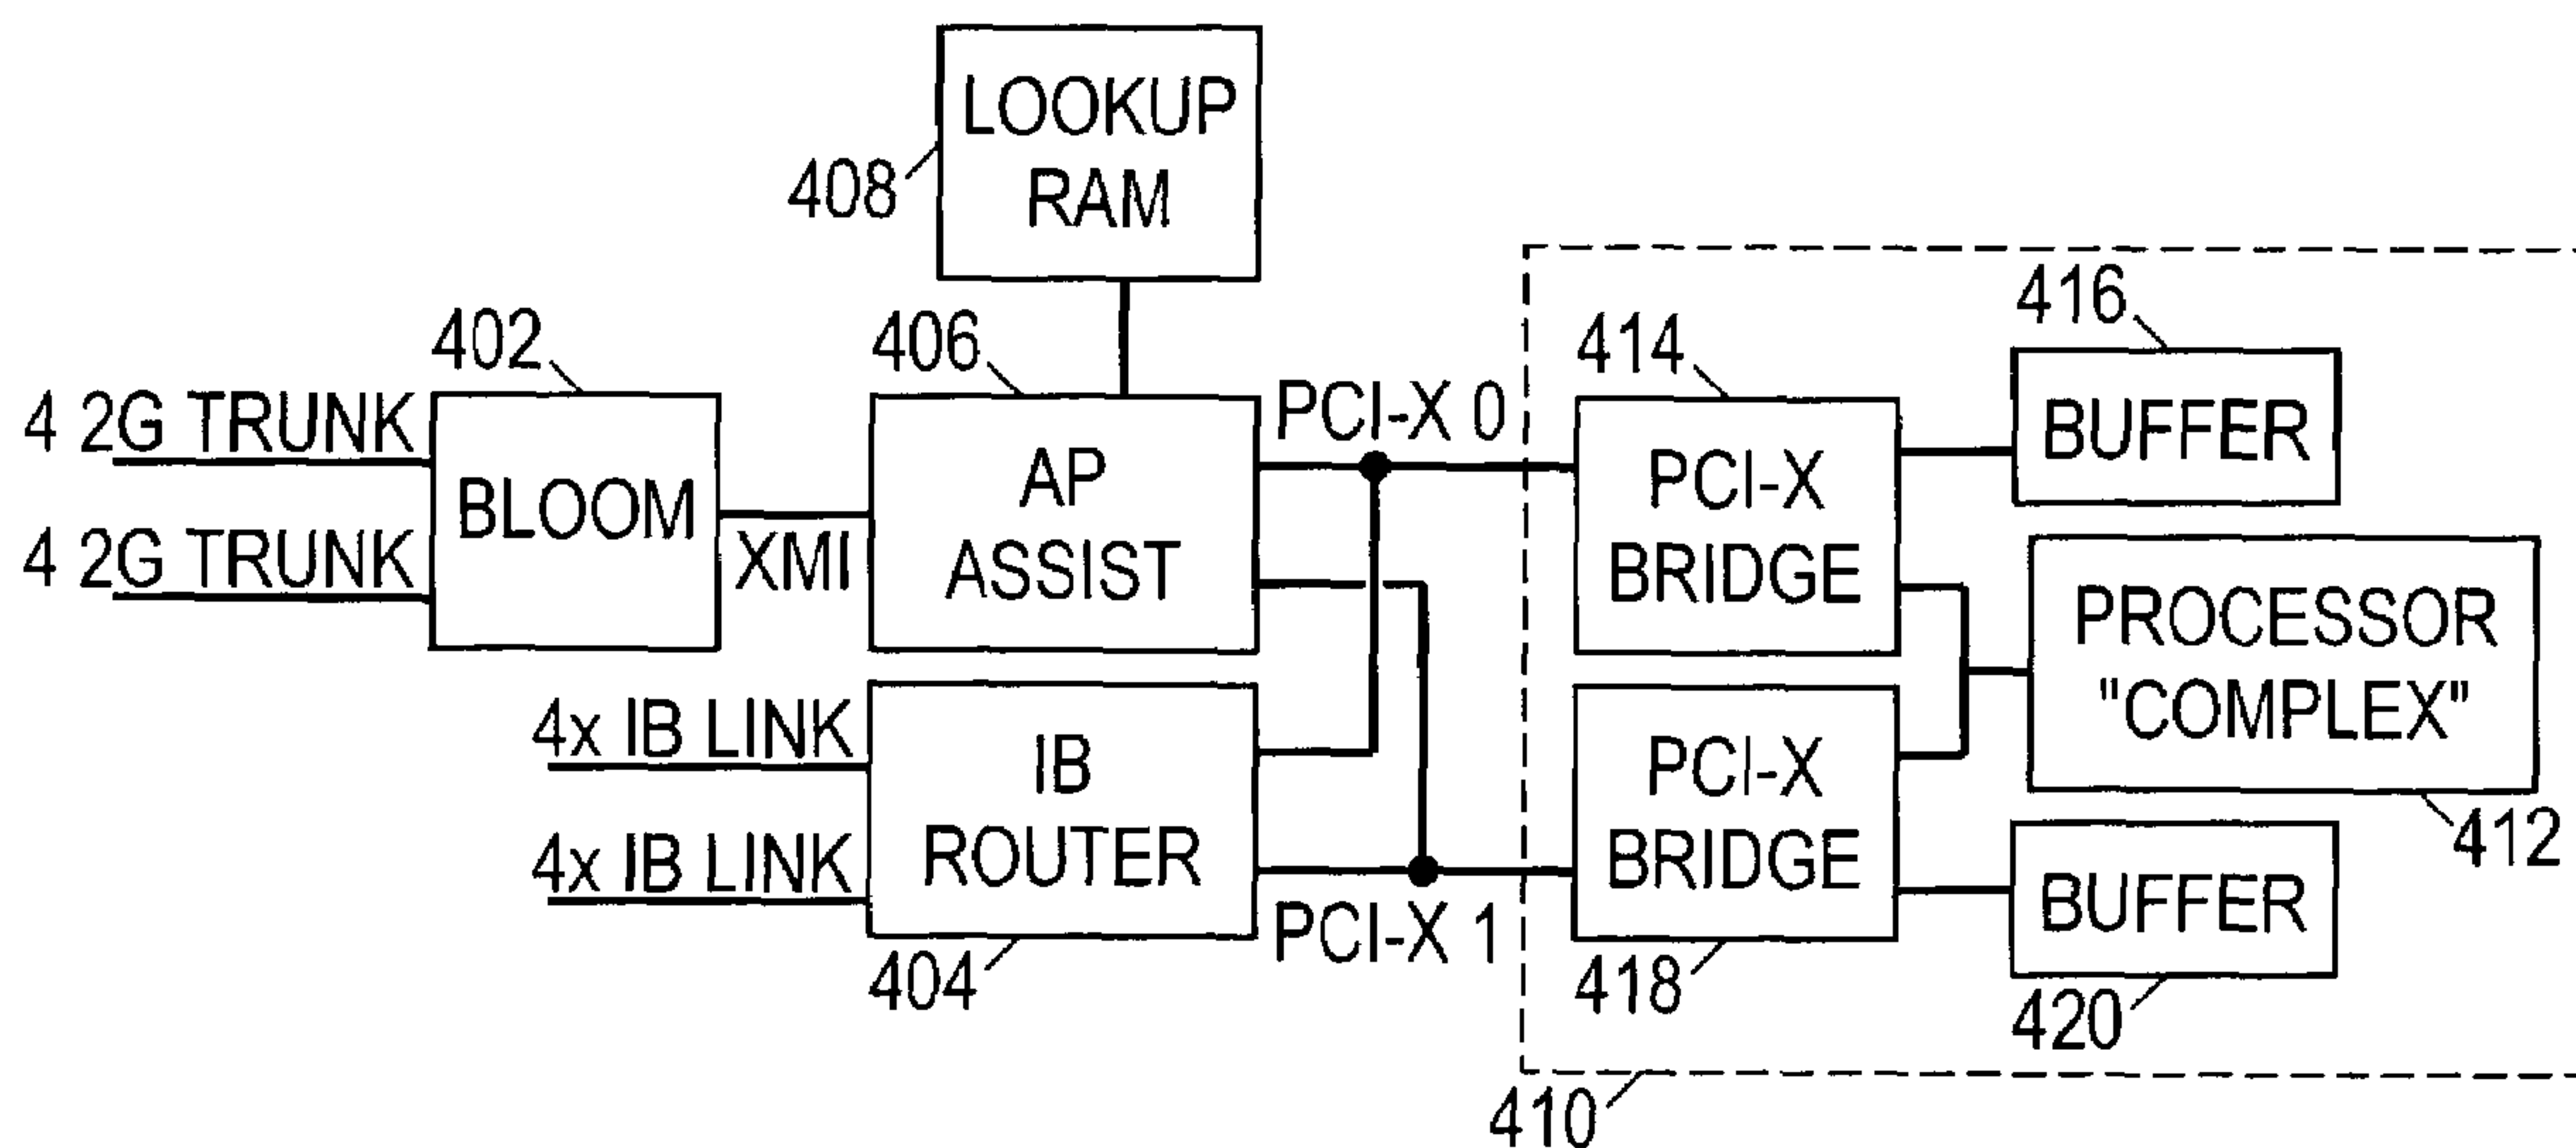 LOOKUP
RAM
408
402
406
4 2G TRUNK
4 2G TRUNK
BLOOM
XMI
AP
ASSIST
PCI-X 0
414
416
PCI-X
BRIDGE
BUFFER
PROCESSOR
"COMPLEX"
412
4x IB LINK
4x IB LINK
IB
ROUTER
404
PCI-X 1
PCI-X
BRIDGE
418
BUFFER
420
410